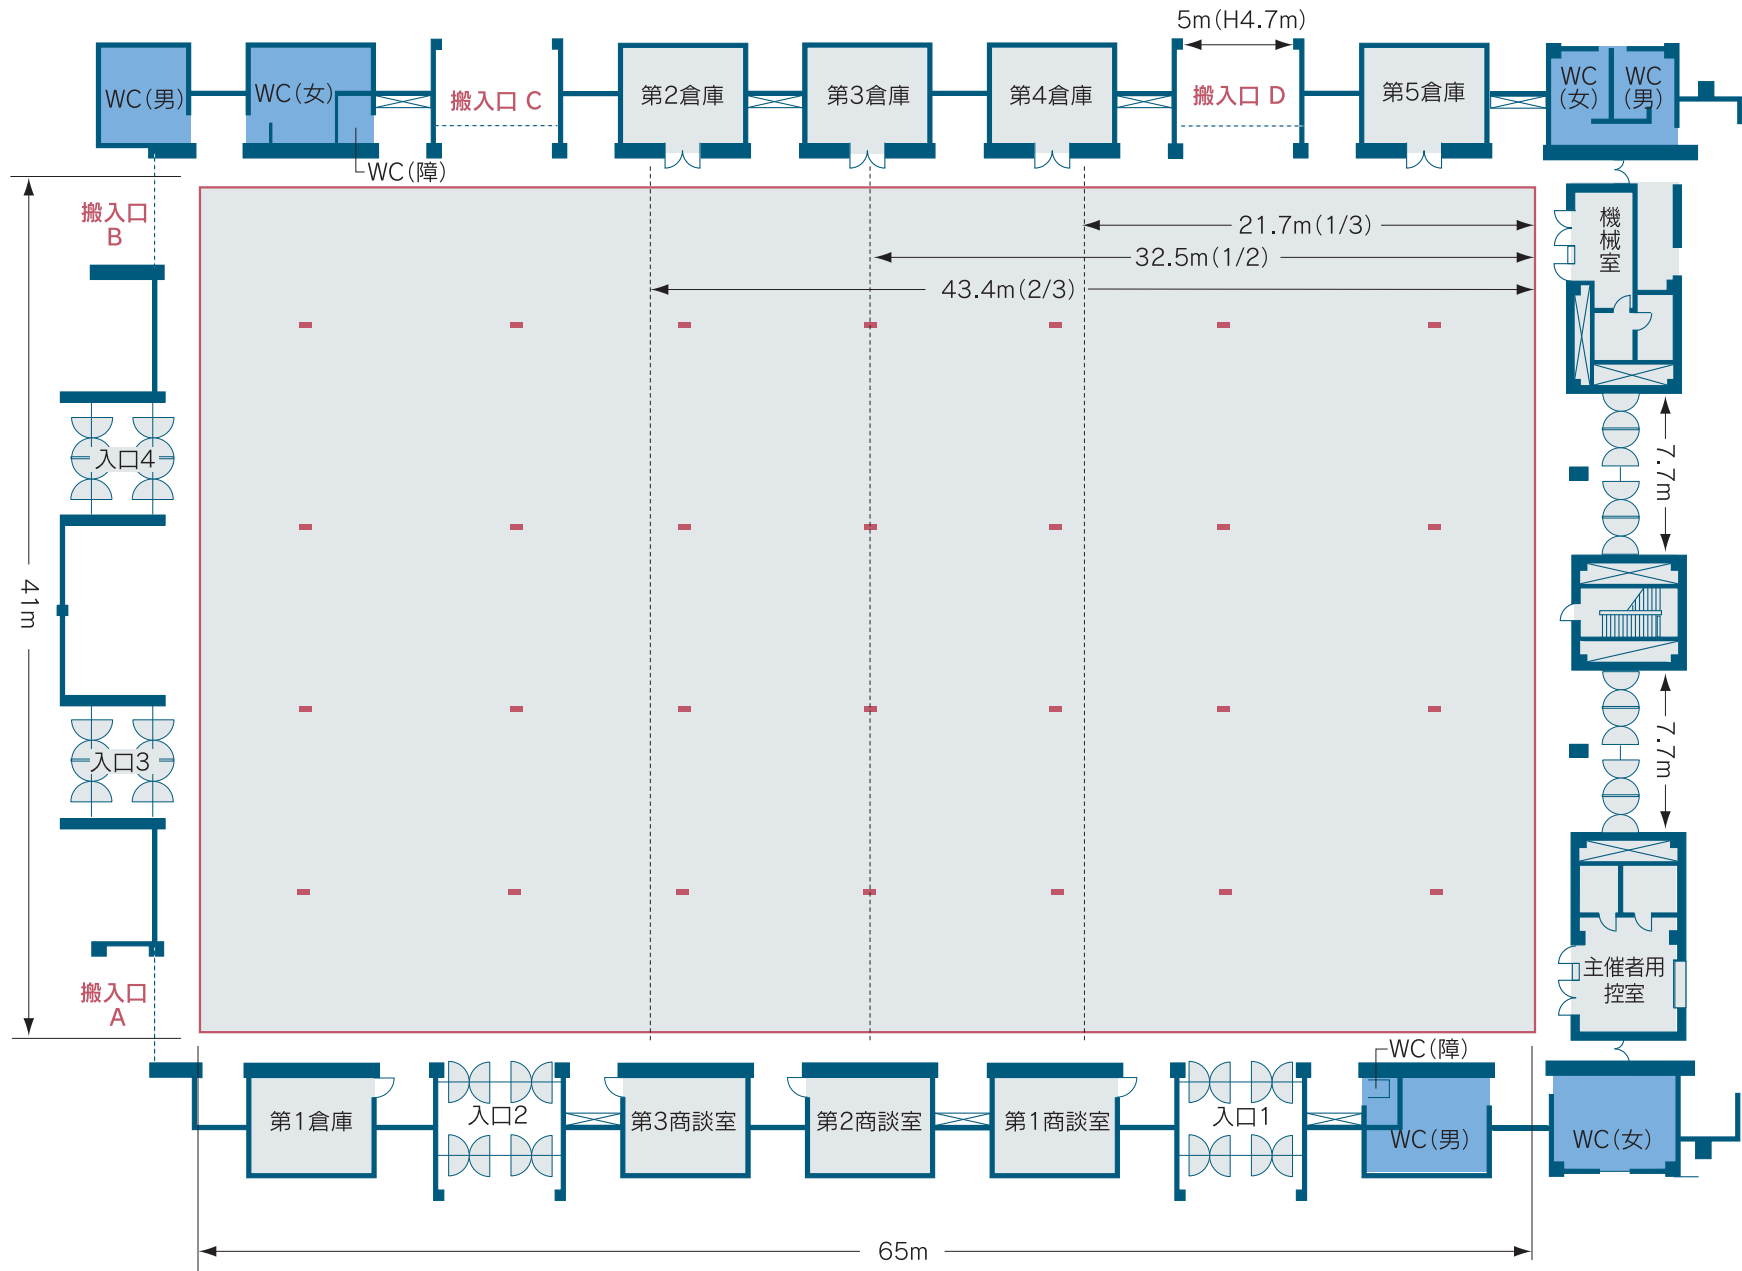 5m(H4.7m)
WC(男)
WC(女)
搬入口 C
第2倉庫
第3倉庫
第4倉庫
搬入口 D
第5倉庫
WC
(女)
WC
(男)
WC(障)
搬入口
B
機械室
21.7m(1/3)
32.5m(1/2)
43.4m(2/3)
入口4
7.7m
41m
入口3
7.7m
搬入口
A
主催者用
控室
WC(障)
第1倉庫
入口2
第3商談室
第2商談室
第1商談室
入口1
WC(男)
WC(女)
65m